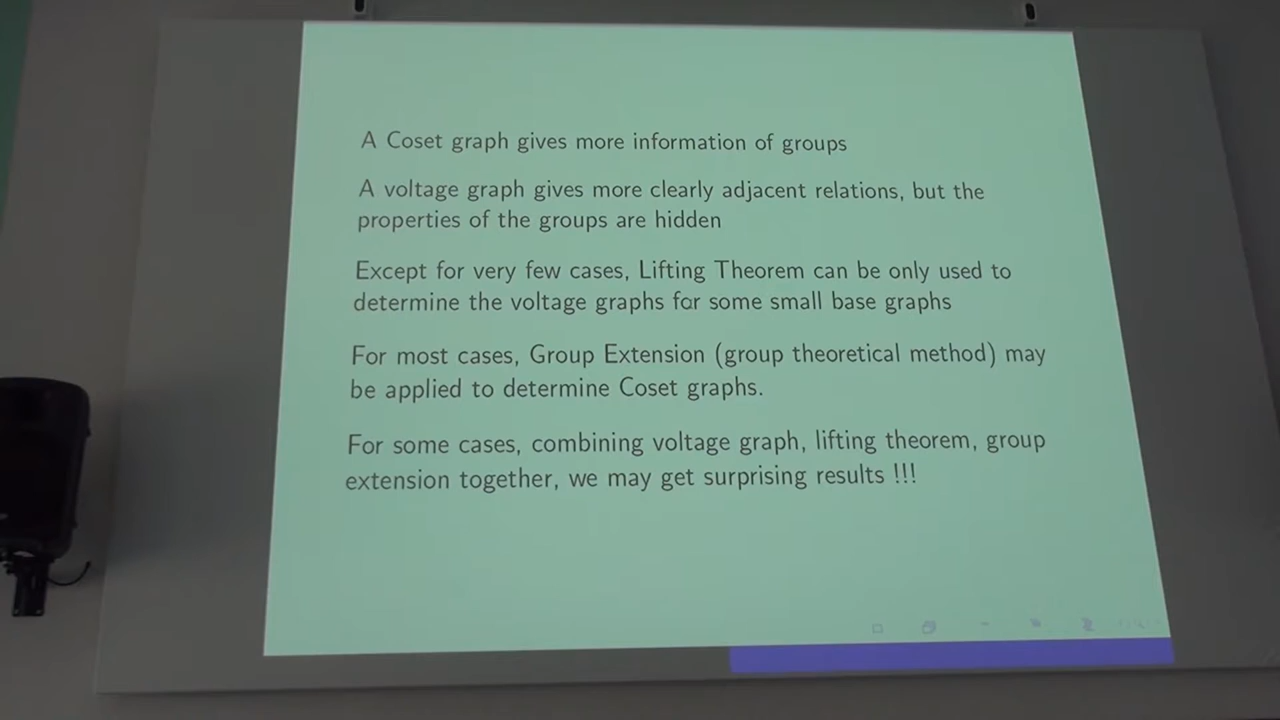 A Coset graph gives more information of groups
A voltage graph gives more clearly adjacent relations, but the
properties of the groups are hidden
Except for very few cases, Lifting Theorem can be only used to
determine the voltage graphs for some small base graphs
For most cases, Group Extension (group theoretical method) may
be applied to determine Coset graphs.
For some cases, combining voltage graph, lifting theorem, group
extension together, we may get surprising results !!!